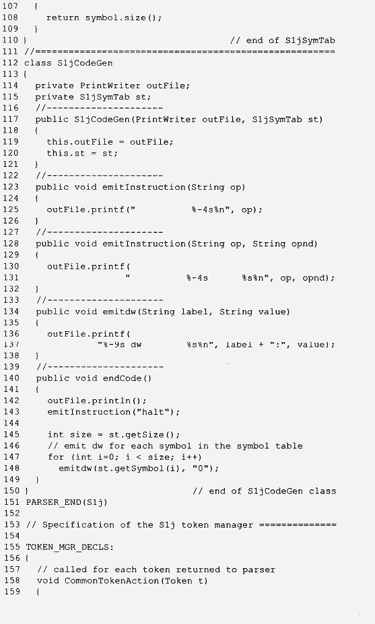 107   {
108     return symbol.size();
109   }
110 }                                  // end of S1jSymTab
111 //======================================================
112 class S1jCodeGen
113 {
114   private PrintWriter outFile;
115   private S1jSymTab st;
116   //---------------------
117   public S1jCodeGen(PrintWriter outFile, S1jSymTab st)
118   {
119     this.outFile = outFile;
120     this.st = st;
121   }
122   //---------------------
123   public void emitInstruction(String op)
124   {
125     outFile.printf("          %-4s%n", op);
126   }
127   //---------------------
128   public void emitInstruction(String op, String opnd)
129   {
130     outFile.printf(
131                   "          %-4s      %s%n", op, opnd);
132   }
133   //---------------------
134   public void emitdw(String label, String value)
135   {
136     outFile.printf(
137              "%-9s dw        %s%n", label + ":", value);
138   }
139   //---------------------
140   public void endCode()
141   {
142     outFile.println();
143     emitInstruction("halt");
144
145     int size = st.getSize();
146     // emit dw for each symbol in the symbol table
147     for (int i=0; i < size; i++)
148       emitdw(st.getSymbol(i), "0");
149   }
150 }                            // end of S1jCodeGen class
151 PARSER_END(S1j)
152
153 // Specification of the S1j token manager ==============
154
155 TOKEN_MGR_DECLS:
156 {
157   // called for each token returned to parser
158   void CommonTokenAction(Token t)
159   {